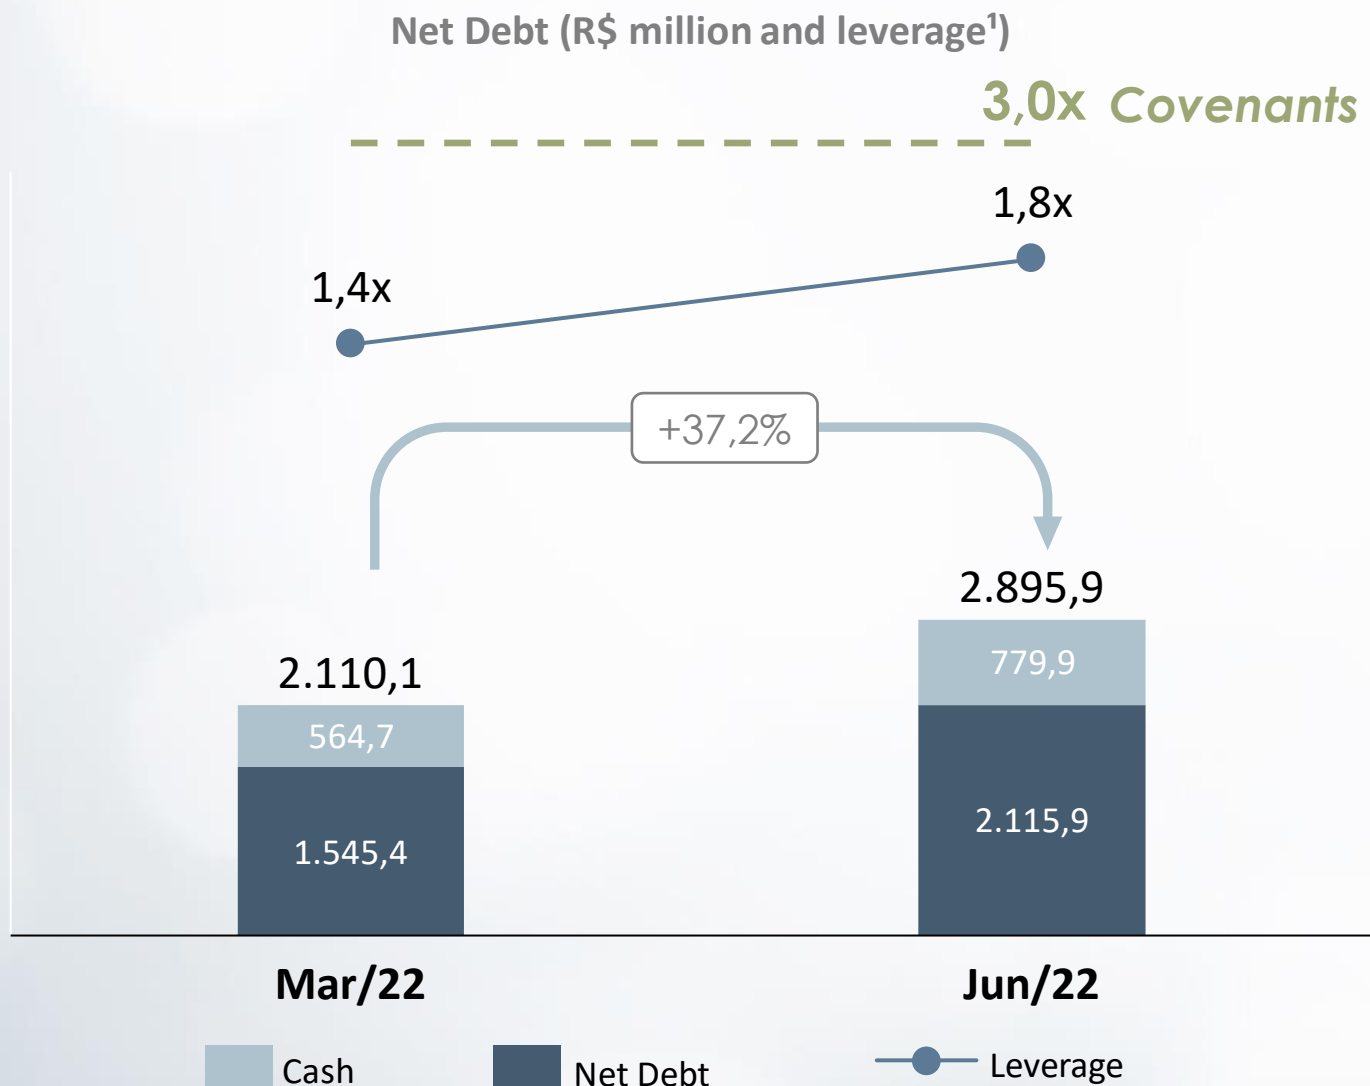 Net Debt (R$ million and leverage¹)
3,0x Covenants
1,8x
1,4x
+37,2%
2.895,9
779,9
2.110,1
564,7
2.115,9
1.545,4
Mar/22 Jun/22
Cash Net Debt Leverage